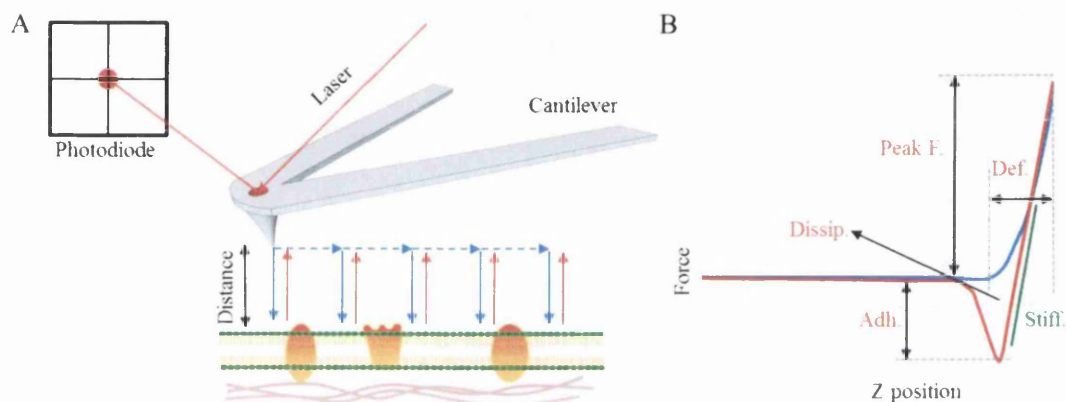 A
Photodiode
Laser
Cantilever
Distance
B
Peak F.
Def.
Dissip.
Force
Adh.
Stiff.
Z position